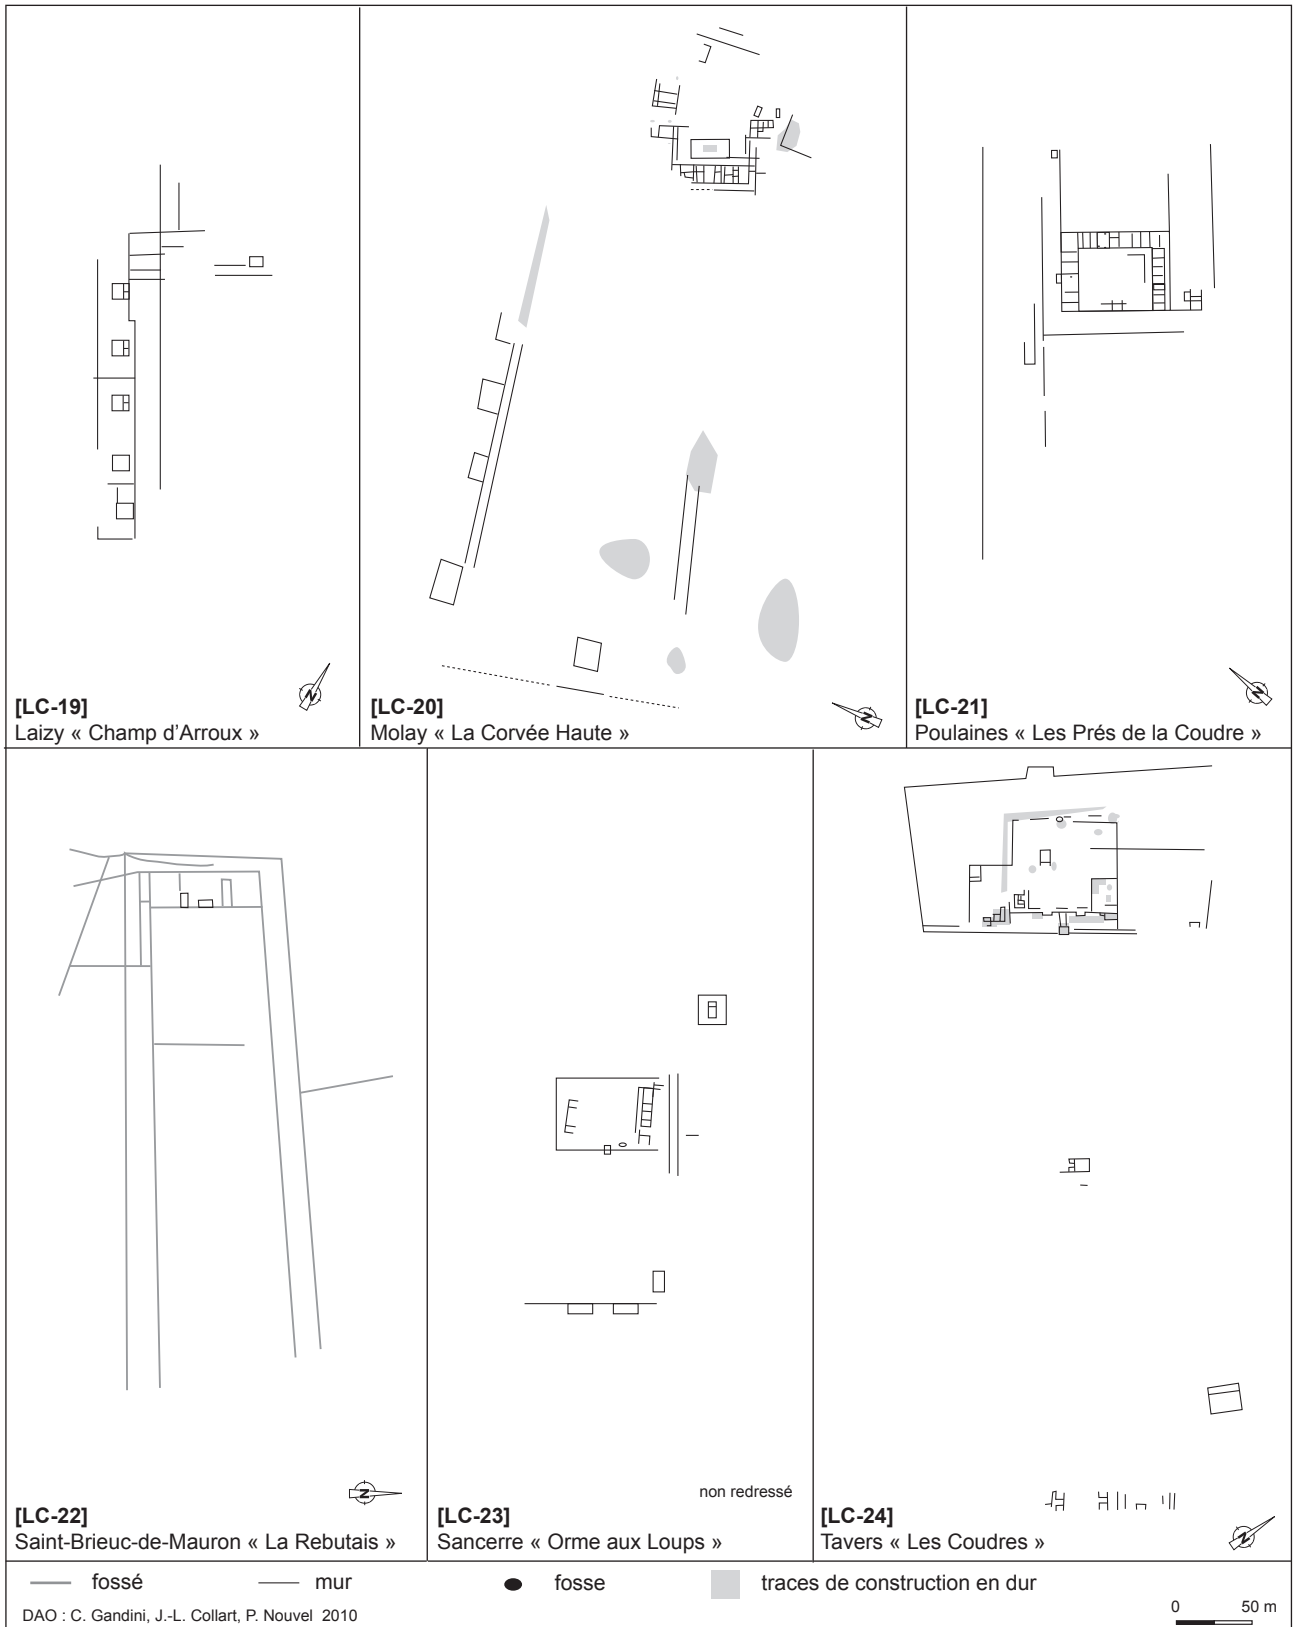 [LC-19]
Laizy « Champ d’Arroux »
N
[LC-20]
Molay « La Corvée Haute »
N
[LC-21]
Poulaines « Les Prés de la Coudre »
N
[LC-22]
Saint-Brieuc-de-Mauron « La Rebutais »
N
non redressé
[LC-23]
Sancerre « Orme aux Loups »
[LC-24]
Tavers « Les Coudres »
N
fossé mur fosse traces de construction en dur
DAO : C. Gandini, J.-L. Collart, P. Nouvel 2010
0 50 m